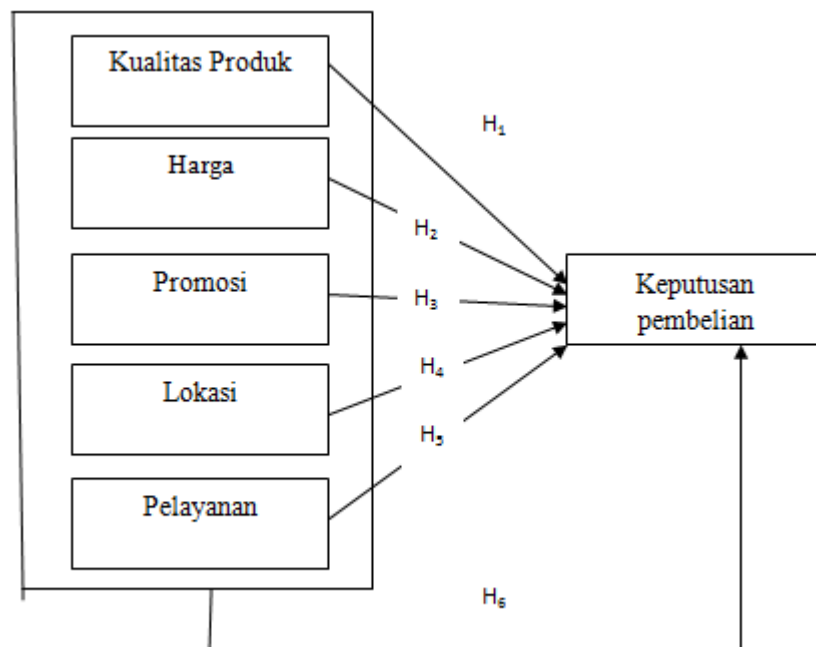 Kualitas Produk
H₁
Harga
H₂
Promosi
H₃
Keputusan
pembelian
Lokasi
H₄
H₅
Pelayanan
H₆